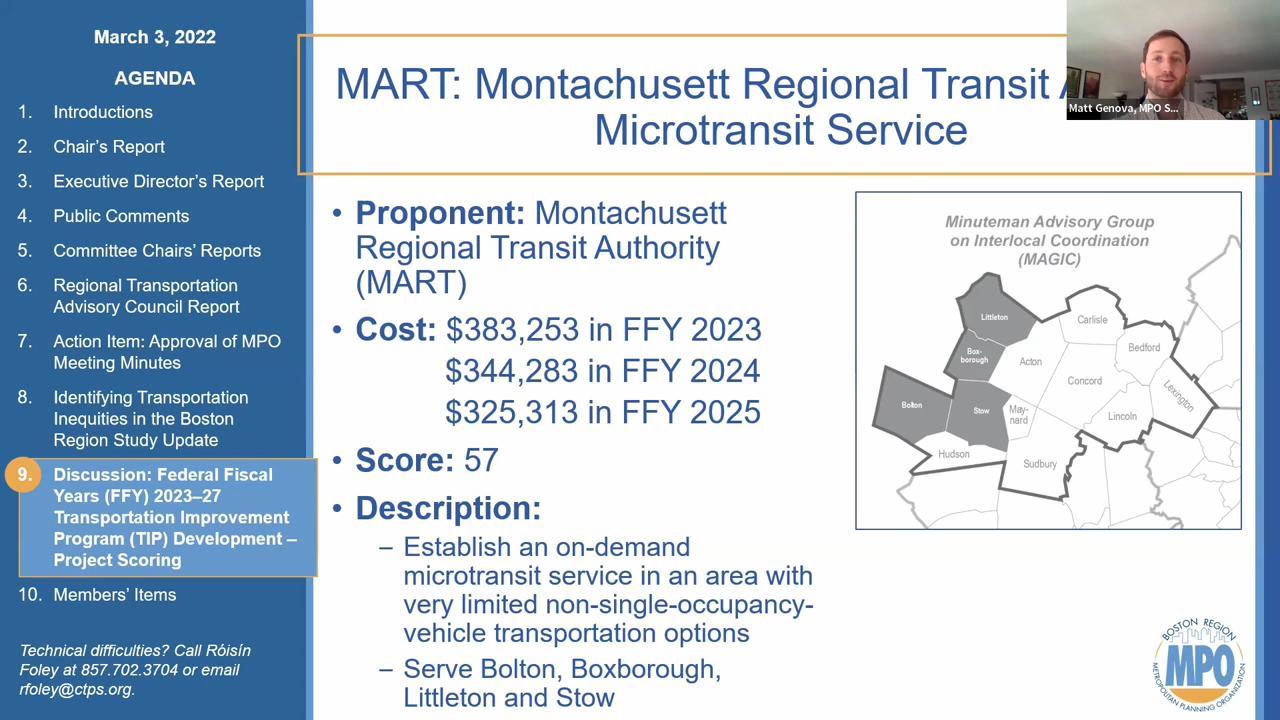 March 3, 2022
AGENDA
1. Introductions
2. Chair's Report
3. Executive Director's Report
4. Public Comments
5. Committee Chairs' Reports
6. Regional Transportation
Advisory Council Report
7. Action Item: Approval of MPO
Meeting Minutes
8. Identifying Transportation
Inequities in the Boston
Region Study Update
9. Discussion: Federal Fiscal
Years (FFY) 2023–27
Transportation Improvement
Program (TIP) Development –
Project Scoring
10. Members' Items
Technical difficulties? Call Róisín
Foley at 857.702.3704 or email
rfoley@ctps.org.
MART: Montachusett Regional Transit
Microtransit Service
Matt Genova, MPO S...
• Proponent: Montachusett
Regional Transit Authority
(MART)
• Cost: $383,253 in FFY 2023
$344,283 in FFY 2024
$325,313 in FFY 2025
• Score: 57
• Description:
– Establish an on-demand
microtransit service in an area with
very limited non-single-occupancy-
vehicle transportation options
– Serve Bolton, Boxborough,
Littleton and Stow
Minuteman Advisory Group
on Interlocal Coordination
(MAGIC)
Littleton
Carlisle
Box-
borough
Acton
Bedford
Concord
Lexington
Bolton
Stow
May-
nard
Lincoln
Hudson
Sudbury
BOSTON REGION
MPO
METROPOLITAN PLANNING ORGANIZATION